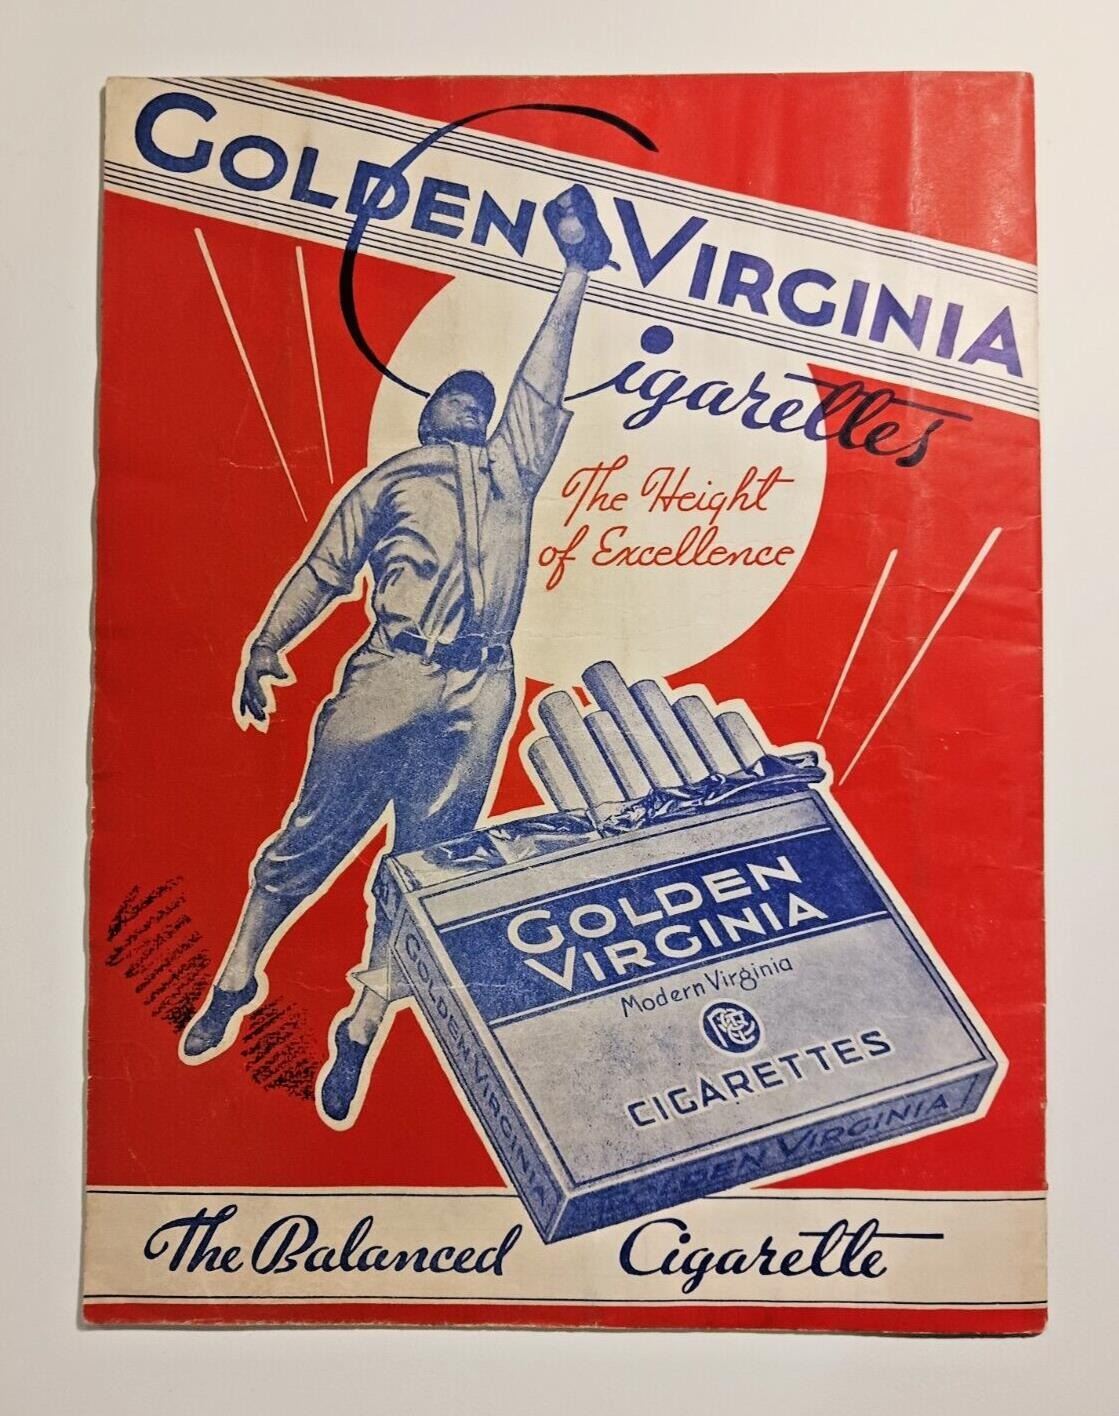 GOLDEN VIRGINIA
Cigarettes
The Height
of Excellence
GOLDEN
VIRGINIA
Modern Virginia
CIGARETTES
GOLDEN VIRGINIA
GOLDEN VIRGINIA
The Balanced Cigarette